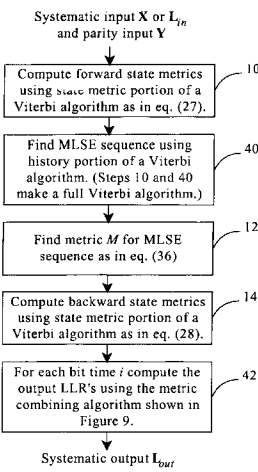 Systematic input X or L_in
and parity input Y
Compute forward state metrics
using state metric portion of a
Viterbi algorithm as in eq. (27).
10
Find MLSE sequence using
history portion of a Viterbi
algorithm. (Steps 10 and 40
make a full Viterbi algorithm.)
40
Find metric M for MLSE
sequence as in eq. (36)
12
Compute backward state metrics
using state metric portion of a
Viterbi algorithm as in eq. (28).
14
For each bit time i compute the
output LLR's using the metric
combining algorithm shown in
Figure 9.
42
Systematic output L_out